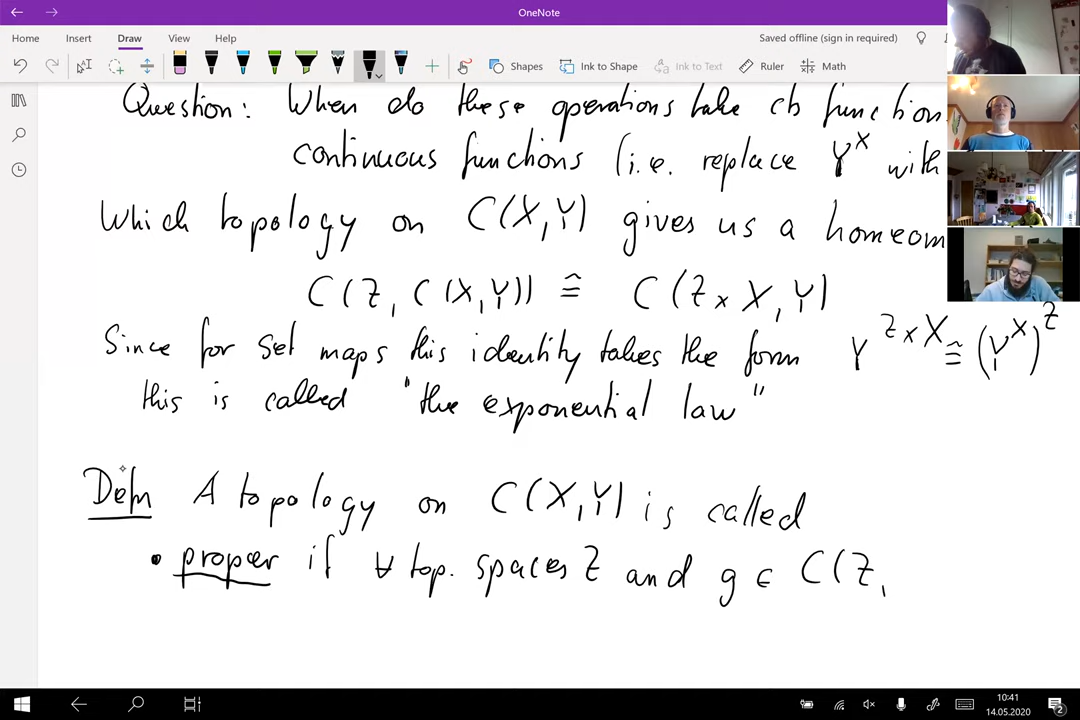 OneNote
Home Insert Draw View Help
Saved offline (sign in required)
Shapes Ink to Shape Ink to Text Ruler Math
Question: When do these operations take cts function
continuous functions (i.e. replace Y^X with
Which topology on C(X,Y) gives us a homeom
C(Z, C(X,Y)) ≅ C(Z × X, Y)
Since for set maps this identity takes the form Y^{Z×X} ≅ (Y^X)^Z
this is called "the exponential law"
Defn A topology on C(X,Y) is called
• proper if ∀ top. spaces Z and g ∈ C(Z,
10:41
14.05.2020
2